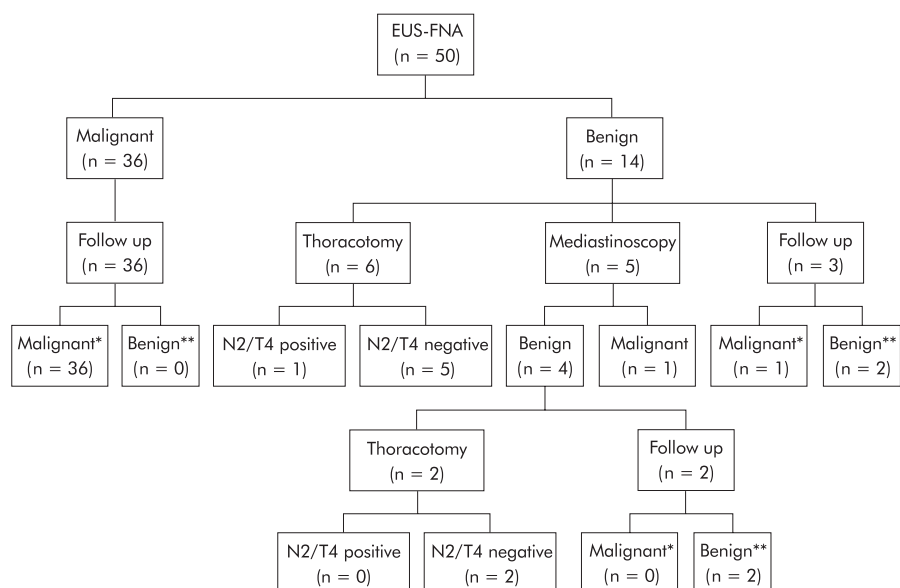 EUS-FNA
(n = 50)
Malignant
(n = 36)
Benign
(n = 14)
Follow up
(n = 36)
Thoracotomy
(n = 6)
Mediastinoscopy
(n = 5)
Follow up
(n = 3)
Malignant*
(n = 36)
Benign**
(n = 0)
N2/T4 positive
(n = 1)
N2/T4 negative
(n = 5)
Benign
(n = 4)
Malignant
(n = 1)
Malignant*
(n = 1)
Benign**
(n = 2)
Thoracotomy
(n = 2)
Follow up
(n = 2)
N2/T4 positive
(n = 0)
N2/T4 negative
(n = 2)
Malignant*
(n = 0)
Benign**
(n = 2)